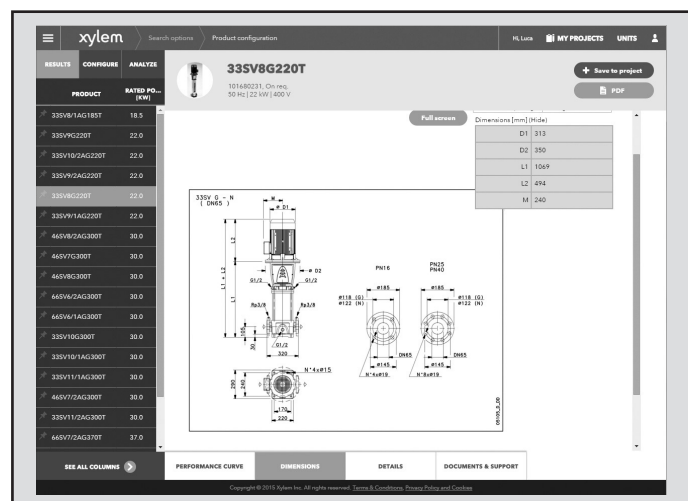 xylem
Search options
Product configuration
Hi, Luca
MY PROJECTS
UNITS
RESULTS
CONFIGURE
ANALYZE
PRODUCT
RATED PO...
[KW]
33SV8/1AG185T 18.5
33SV9G220T 22.0
33SV10/2AG220T 22.0
33SV9/2AG220T 22.0
33SV8G220T 22.0
33SV9/1AG220T 22.0
46SV8/2AG300T 30.0
46SV7G300T 30.0
46SV8G300T 30.0
66SV6/2AG300T 30.0
66SV6/1AG300T 30.0
33SV10G300T 30.0
33SV10/1AG300T 30.0
33SV11/1AG300T 30.0
46SV7/2AG300T 30.0
33SV11/2AG300T 30.0
66SV7/2AG370T 37.0
SEE ALL COLUMNS
33SV8G220T
101680231, On req.
50 Hz | 22 kW | 400 V
+ Save to project
PDF
Full screen
Dimensions [mm] (Hide)
D1 313
D2 350
L1 1069
L2 494
M 240
33SV G - N
( DN65 )
M
ø D1
L2
L1 + L2
L1
ø D2
G1/2 G1/2
Rp3/8 Rp3/8
105
30
G1/2
320
PN16
PN25
PN40
ø185 ø185
ø118 (G)
ø122 (N)
ø118 (G)
ø122 (N)
DN65 DN65
ø145 ø145
N°4xø19 N°8xø19
N°4xø15
290
240
170
220
05105_D_DD
PERFORMANCE CURVE
DIMENSIONS
DETAILS
DOCUMENTS & SUPPORT
Copyright © 2015 Xylem Inc. All rights reserved. Terms & Conditions, Privacy Policy and Cookies